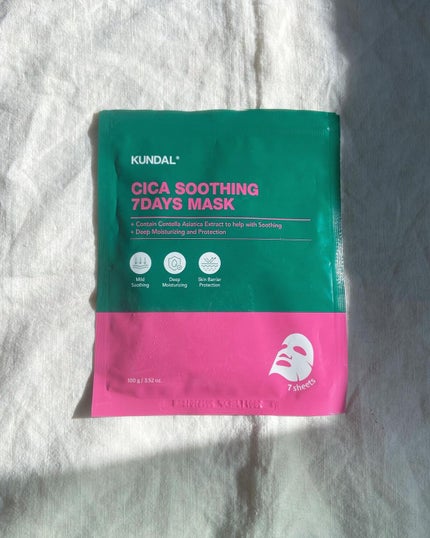 KUNDAL®
CICA SOOTHING
7DAYS MASK
+ Contain Centella Asiatica Extract to help with Soothing
+ Deep Moisturizing and Protection
Mild
Soothing
Deep
Moisturizing
Skin Barrier
Protection
7 sheets
100 g / 3.52 oz.